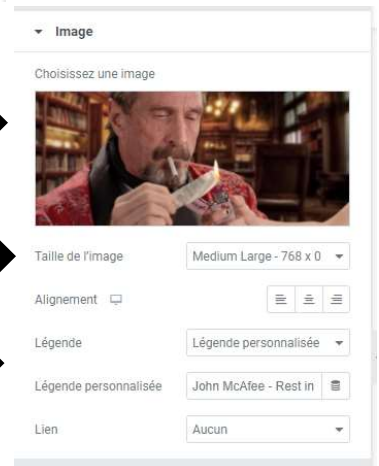 Image
Choisissez une image
Taille de l'image Medium Large - 768 x 0
Alignement
Légende Légende personnalisée
Légende personnalisée John McAfee - Rest in
Lien Aucun